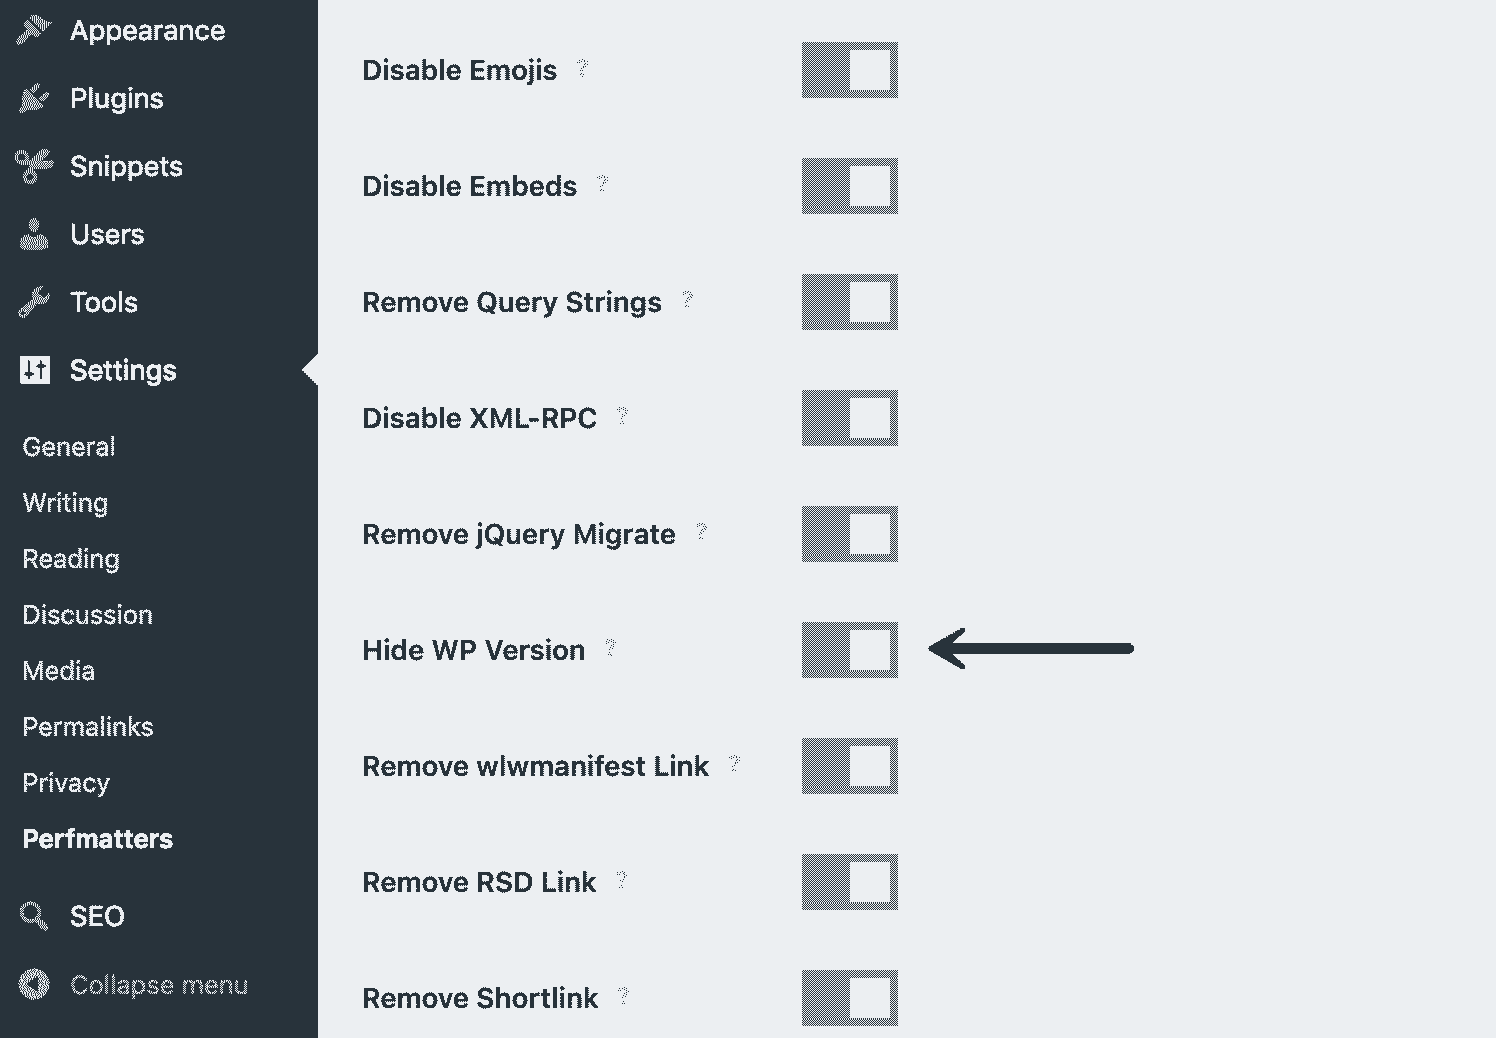 Appearance
Plugins
Snippets
Users
Tools
Settings
General
Writing
Reading
Discussion
Media
Permalinks
Privacy
Perfmatters
SEO
Collapse menu
Disable Emojis ?
Disable Embeds ?
Remove Query Strings ?
Disable XML-RPC ?
Remove jQuery Migrate ?
Hide WP Version ?
Remove wlwmanifest Link ?
Remove RSD Link ?
Remove Shortlink ?